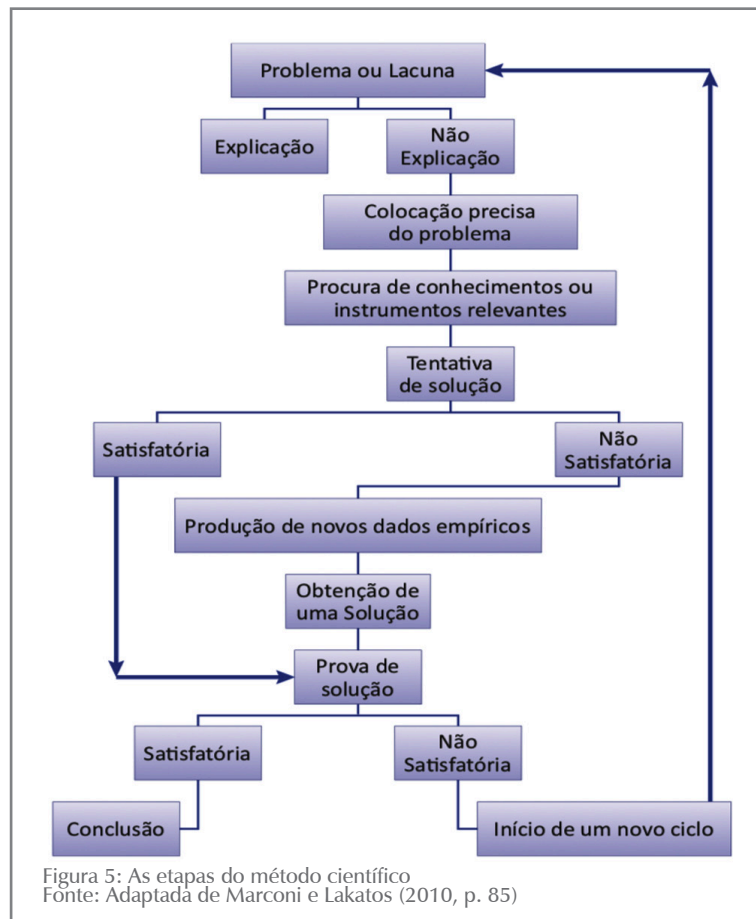 Problema ou Lacuna
Explicação
Não
Explicação
Colocação precisa
do problema
Procura de conhecimentos ou
instrumentos relevantes
Tentativa
de solução
Satisfatória
Não
Satisfatória
Produção de novos dados empíricos
Obtenção de
uma Solução
Prova de
solução
Satisfatória
Não
Satisfatória
Conclusão
Início de um novo ciclo
Figura 5: As etapas do método científico
Fonte: Adaptada de Marconi e Lakatos (2010, p. 85)